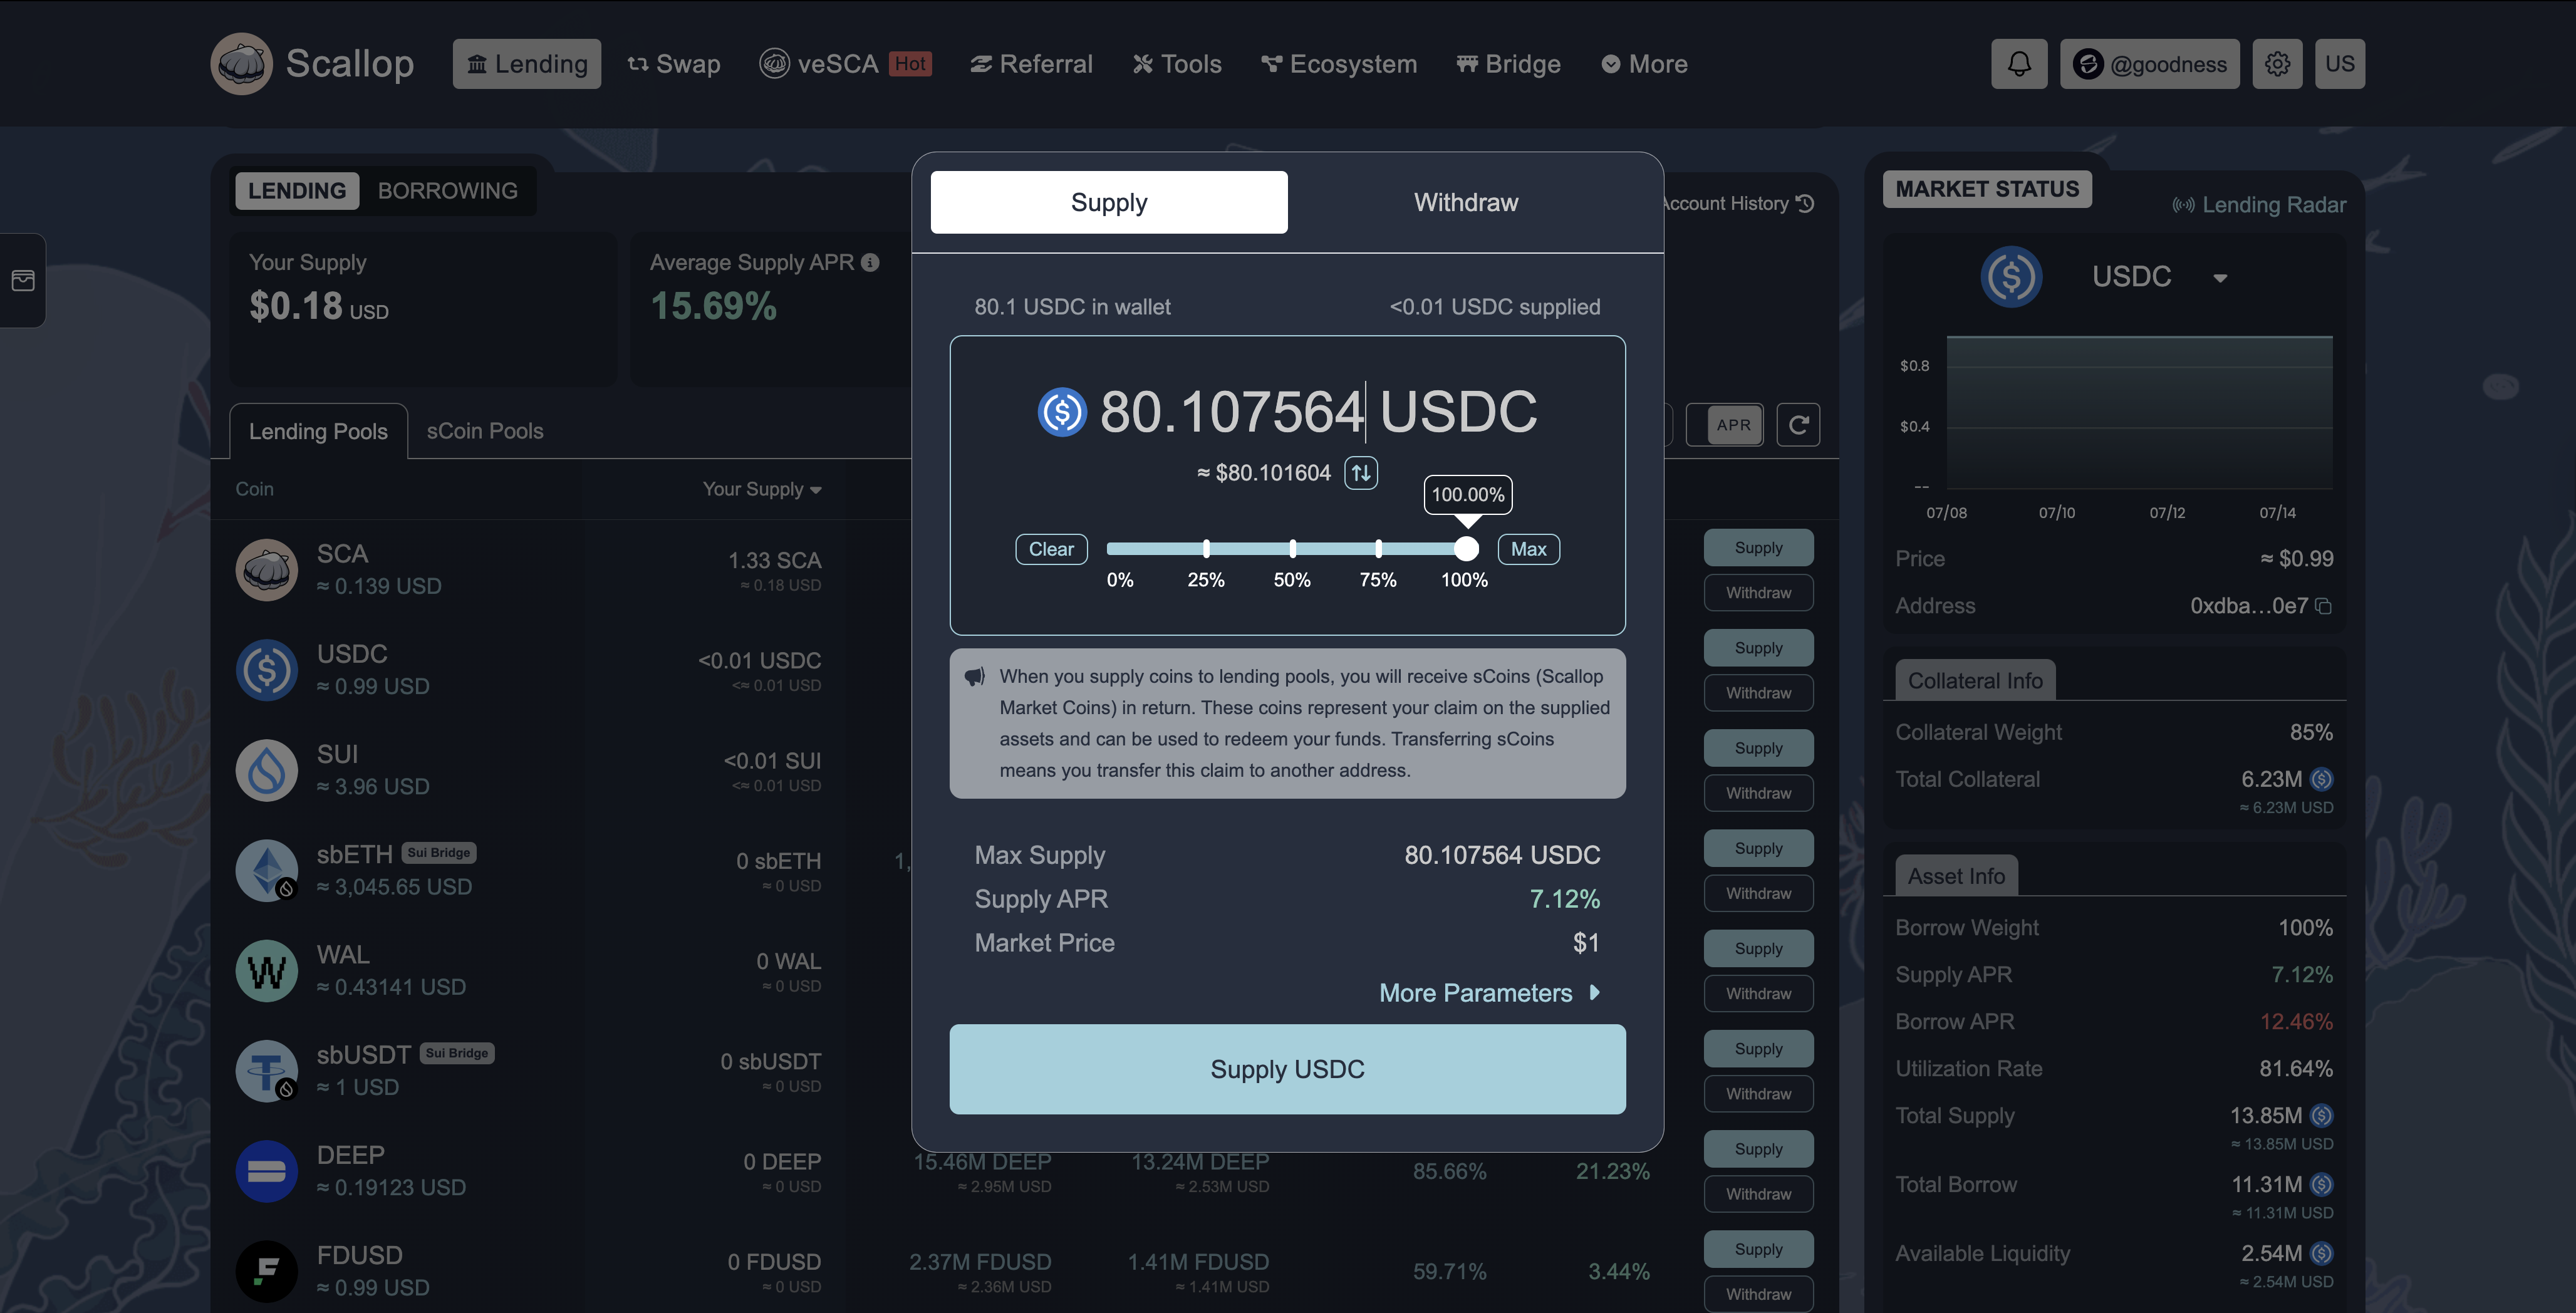 Scallop
Lending
Swap
veSCA Hot
Referral
Tools
Ecosystem
Bridge
More
@goodness
US
LENDING
BORROWING
Your Supply
$0.18 USD
Average Supply APR
15.69%
Account History
Lending Pools
sCoin Pools
APR
Coin
Your Supply
SCA
≈ 0.139 USD
1.33 SCA
≈ 0.18 USD
Supply
Withdraw
USDC
≈ 0.99 USD
<0.01 USDC
<≈ 0.01 USD
Supply
Withdraw
SUI
≈ 3.96 USD
<0.01 SUI
<≈ 0.01 USD
Supply
Withdraw
sbETH Sui Bridge
≈ 3,045.65 USD
0 sbETH
≈ 0 USD
1,
Supply
Withdraw
WAL
≈ 0.43141 USD
0 WAL
≈ 0 USD
Supply
Withdraw
sbUSDT Sui Bridge
≈ 1 USD
0 sbUSDT
≈ 0 USD
Supply
Withdraw
DEEP
≈ 0.19123 USD
0 DEEP
≈ 0 USD
15.46M DEEP
≈ 2.95M USD
13.24M DEEP
≈ 2.53M USD
85.66%
21.23%
Supply
Withdraw
FDUSD
≈ 0.99 USD
0 FDUSD
≈ 0 USD
2.37M FDUSD
≈ 2.36M USD
1.41M FDUSD
≈ 1.41M USD
59.71%
3.44%
Supply
Withdraw
Supply
Withdraw
80.1 USDC in wallet
<0.01 USDC supplied
80.107564 USDC
≈ $80.101604
100.00%
Clear
Max
0%
25%
50%
75%
100%
When you supply coins to lending pools, you will receive sCoins (Scallop
Market Coins) in return. These coins represent your claim on the supplied
assets and can be used to redeem your funds. Transferring sCoins
means you transfer this claim to another address.
Max Supply
80.107564 USDC
Supply APR
7.12%
Market Price
$1
More Parameters
Supply USDC
MARKET STATUS
Lending Radar
USDC
$0.8
$0.4
--
07/08
07/10
07/12
07/14
Price
≈ $0.99
Address
0xdba...0e7
Collateral Info
Collateral Weight
85%
Total Collateral
6.23M
≈ 6.23M USD
Asset Info
Borrow Weight
100%
Supply APR
7.12%
Borrow APR
12.46%
Utilization Rate
81.64%
Total Supply
13.85M
≈ 13.85M USD
Total Borrow
11.31M
≈ 11.31M USD
Available Liquidity
2.54M
≈ 2.54M USD